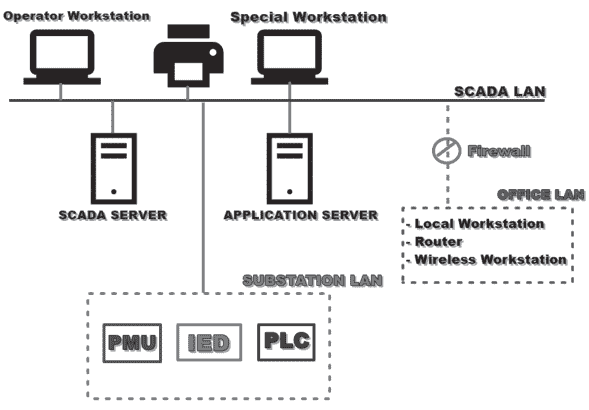 Operator Workstation
Special Workstation
SCADA LAN
Firewall
SCADA SERVER
APPLICATION SERVER
OFFICE LAN
- Local Workstation
- Router
- Wireless Workstation
SUBSTATION LAN
PMU
IED
PLC